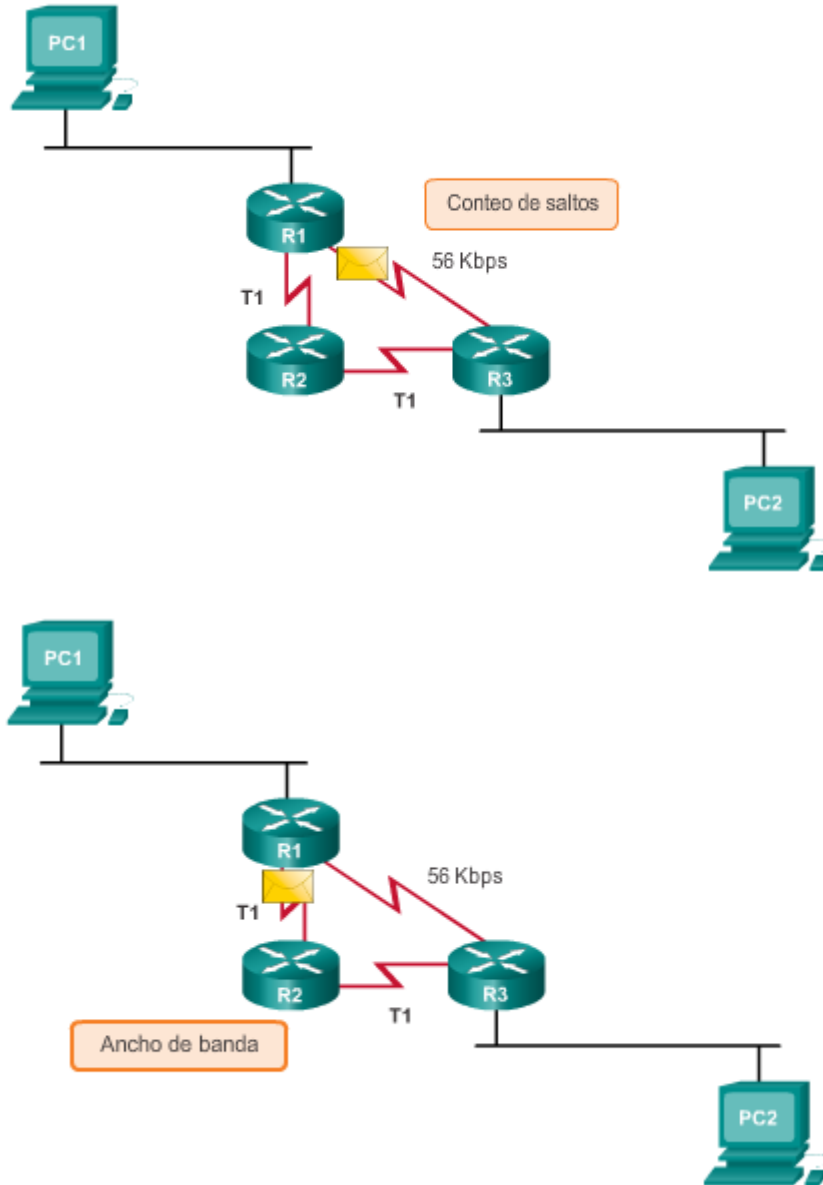 PC1
R1
Conteo de saltos
56 Kbps
T1
R2
R3
T1
PC2
PC1
R1
56 Kbps
T1
R2
R3
T1
Ancho de banda
PC2